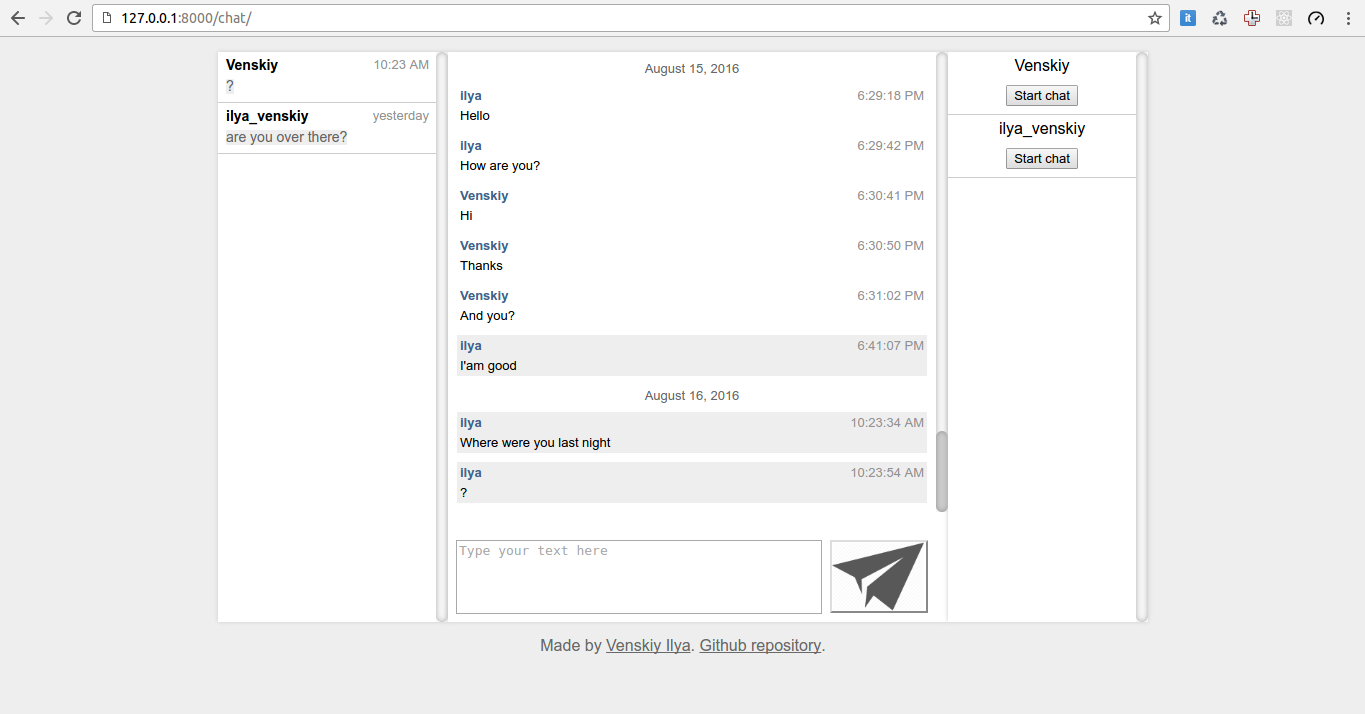 127.0.0.1:8000/chat/
it
Venskiy 10:23 AM
?
ilya_venskiy yesterday
are you over there?
August 15, 2016
ilya 6:29:18 PM
Hello
ilya 6:29:42 PM
How are you?
Venskiy 6:30:41 PM
Hi
Venskiy 6:30:50 PM
Thanks
Venskiy 6:31:02 PM
And you?
ilya 6:41:07 PM
I'am good
August 16, 2016
ilya 10:23:34 AM
Where were you last night
ilya 10:23:54 AM
?
Type your text here
Venskiy
Start chat
ilya_venskiy
Start chat
Made by Venskiy Ilya. Github repository.